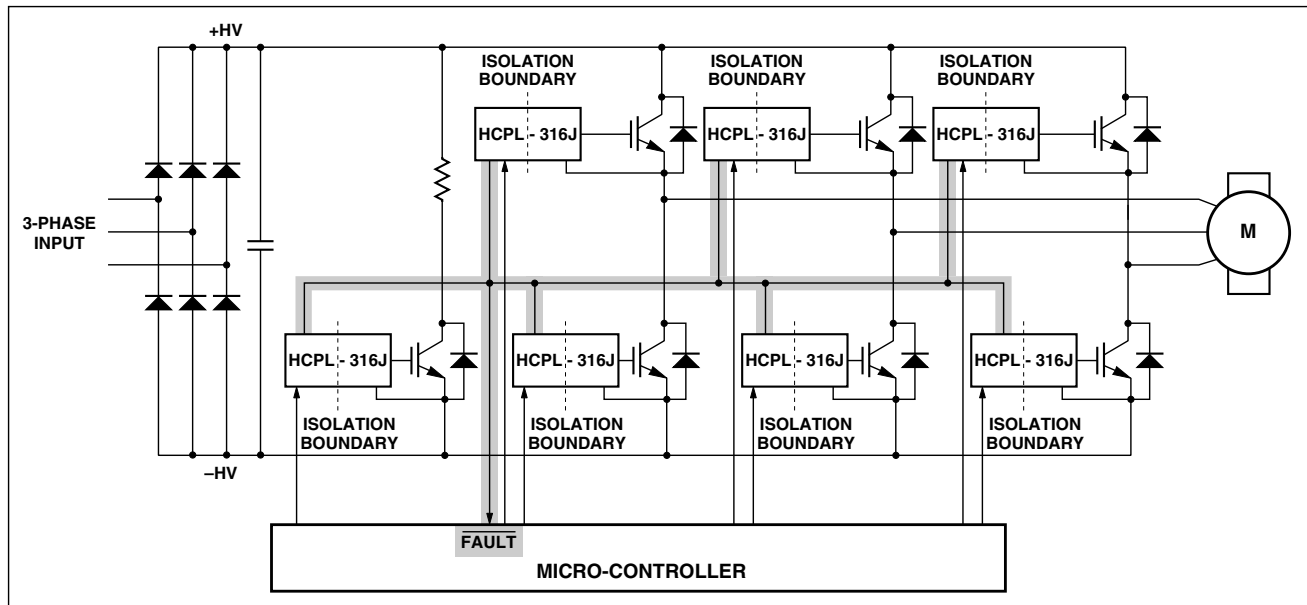 +HV
ISOLATION
BOUNDARY
ISOLATION
BOUNDARY
ISOLATION
BOUNDARY
HCPL - 316J
HCPL - 316J
HCPL - 316J
3-PHASE
INPUT
M
HCPL - 316J
HCPL - 316J
HCPL - 316J
HCPL - 316J
ISOLATION
BOUNDARY
ISOLATION
BOUNDARY
ISOLATION
BOUNDARY
ISOLATION
BOUNDARY
–HV
FAULT
MICRO-CONTROLLER